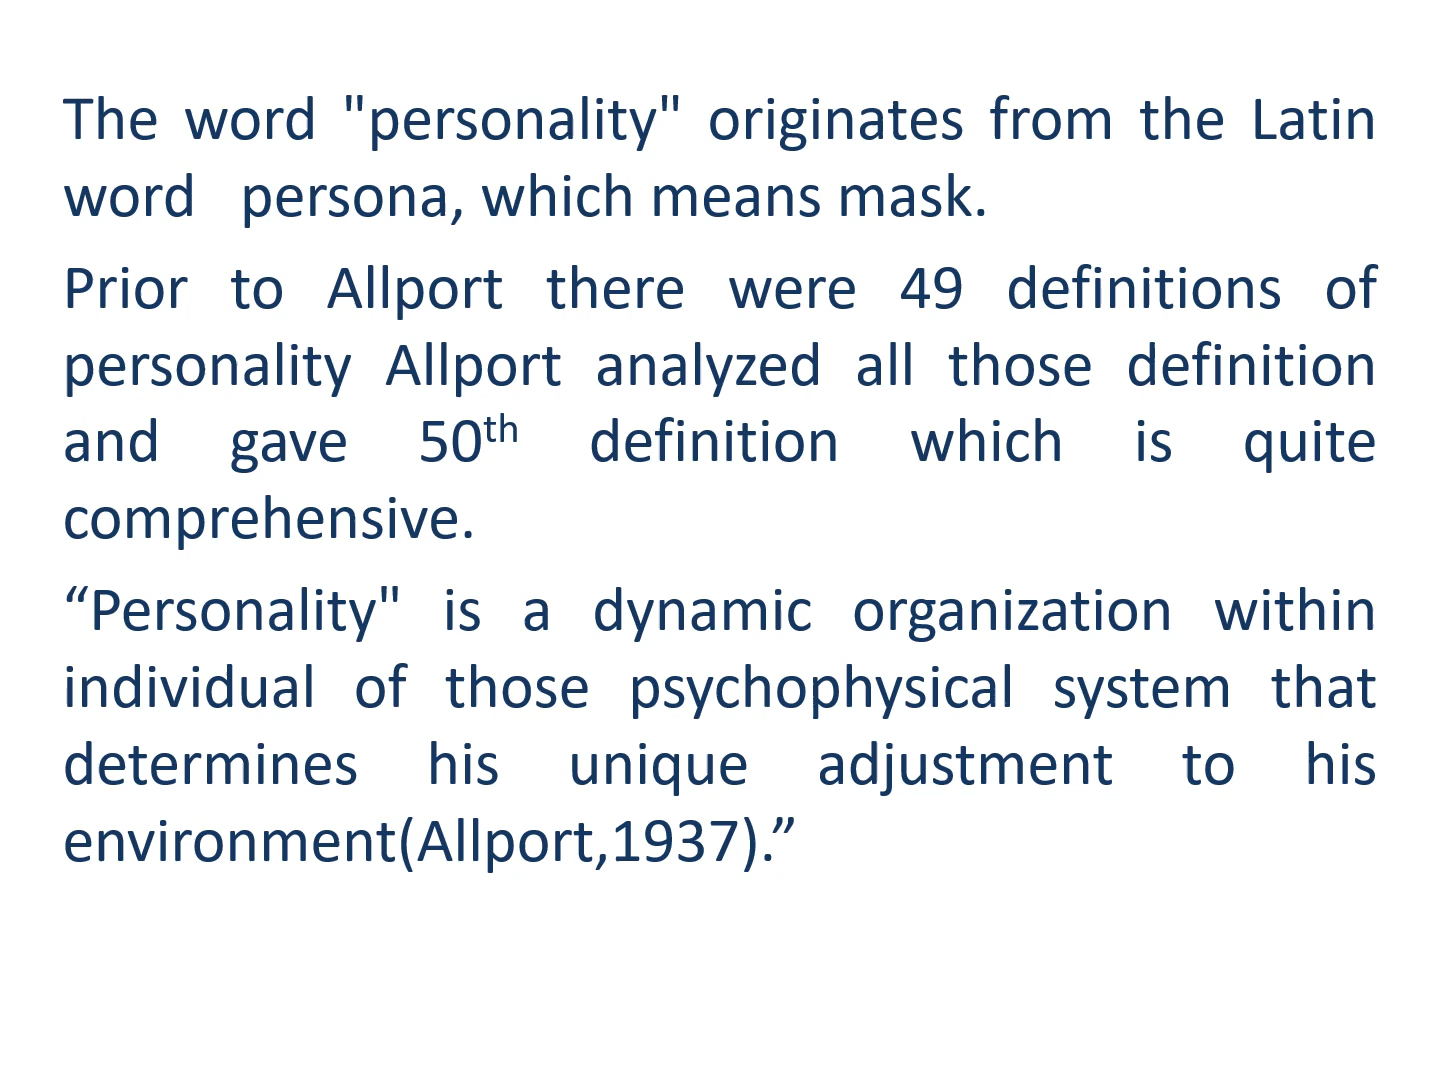 The word "personality" originates from the Latin
word   persona, which means mask.
Prior to Allport there were 49 definitions of
personality Allport analyzed all those definition
and gave 50th definition which is quite
comprehensive.
“Personality" is a dynamic organization within
individual of those psychophysical system that
determines his unique adjustment to his
environment(Allport,1937).”